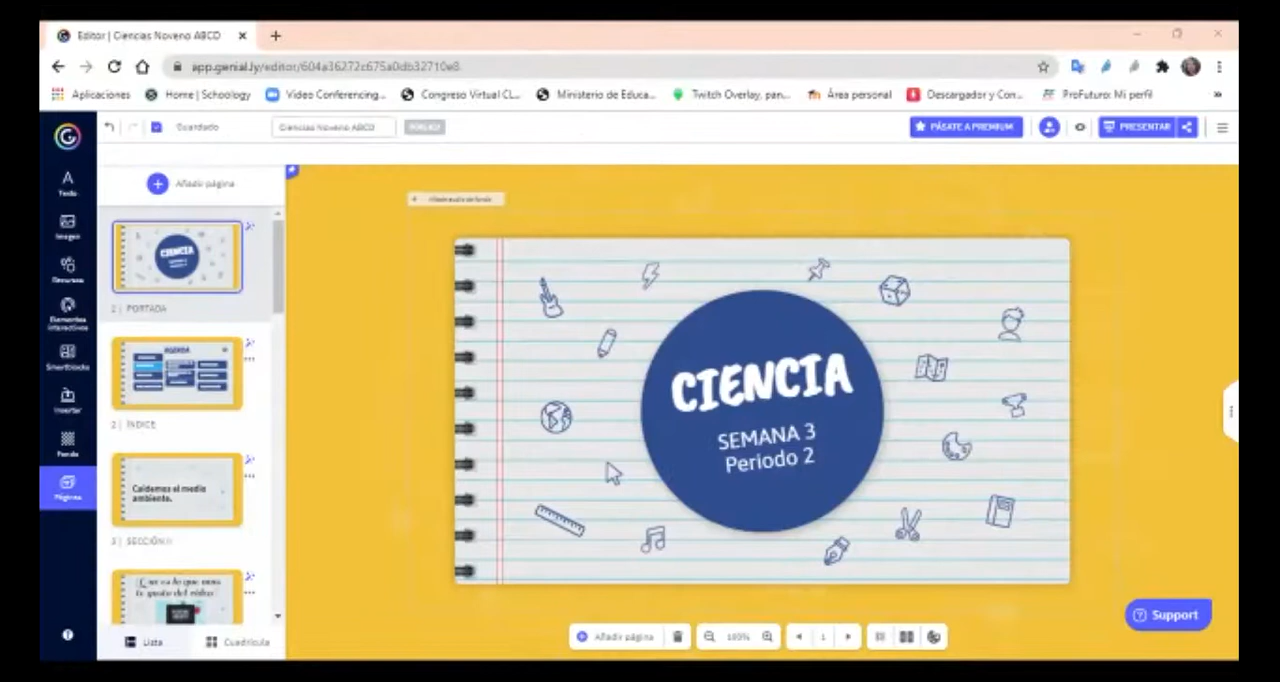 Editor | Ciencias Noveno ABCD
app.genial.ly/editor/604a36272c675a0db32710e8
Aplicaciones
Home | Schoology
Video Conferencing...
Congreso Virtual CL...
Ministerio de Educa...
Twitch Overlay, pan...
Área personal
Descargador y Con...
ProFuturo: Mi perfil
»
Guardado
Ciencias Noveno ABCD
PÁSATE A PREMIUM
PRESENTAR
Texto
Imagen
Recursos
Elementos
interactivos
Smartblocks
Insertar
Fondo
Páginas
Añadir página
CIENCIA
1 | PORTADA
AGENDA
2 | ÍNDICE
Cuidemos el medio
ambiente.
3 | SECCIÓN
Lista
Cuadrícula
CIENCIA
SEMANA 3
Periodo 2
Support
Añadir página
100%
1